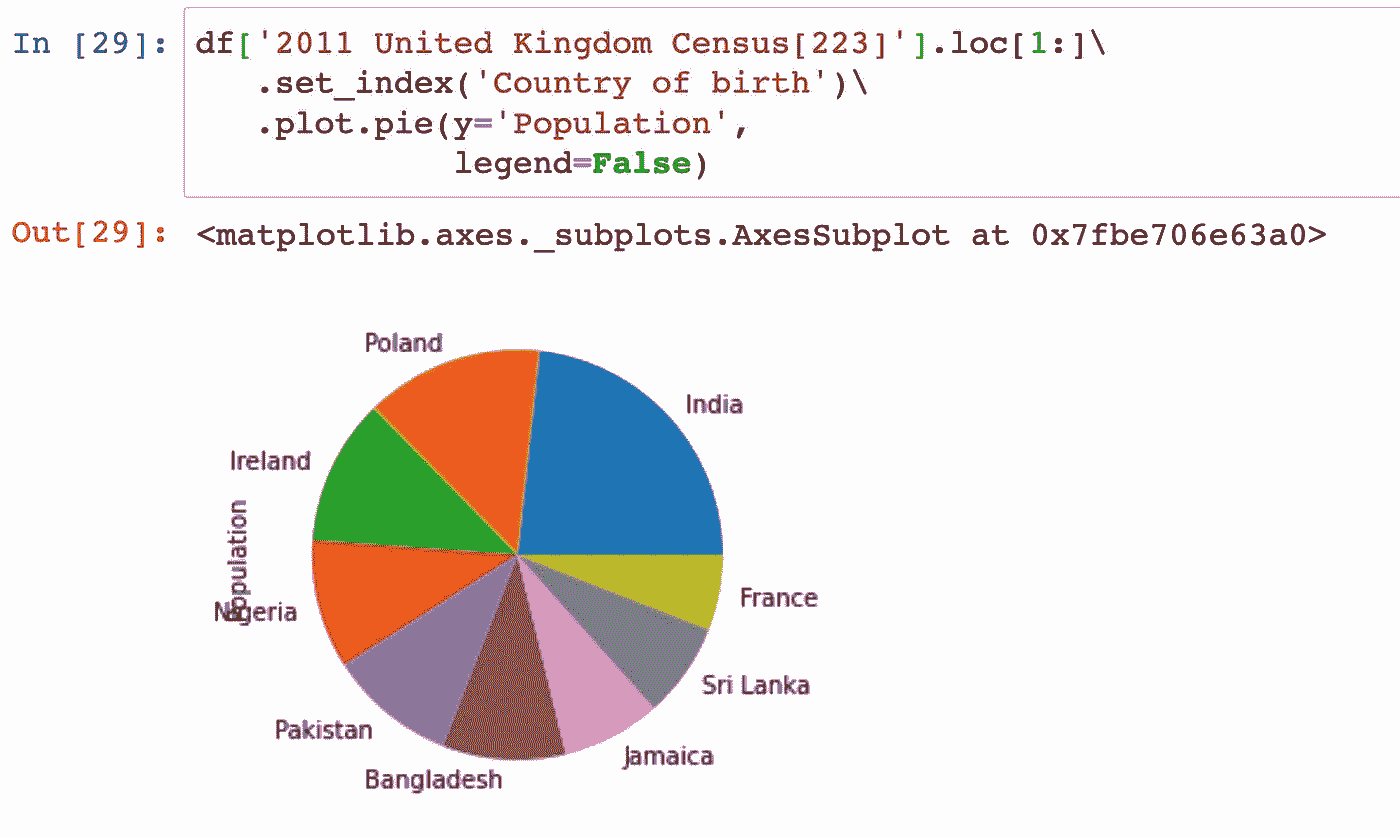 In [29]: df['2011 United Kingdom Census[223]'].loc[1:]\
.set_index('Country of birth')\
.plot.pie(y='Population',
legend=False)
Out[29]: <matplotlib.axes._subplots.AxesSubplot at 0x7fbe706e63a0>
Poland
India
Ireland
Population
Nigeria
France
Sri Lanka
Pakistan
Jamaica
Bangladesh